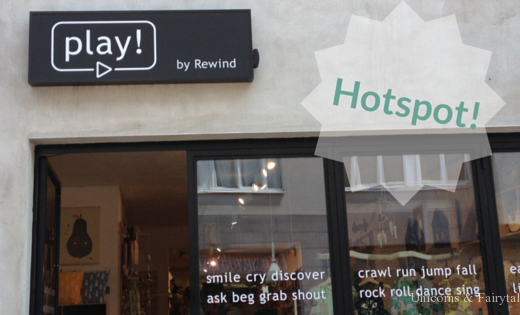 play!
by Rewind
Hotspot!
smile cry discover
ask beg grab shout
crawl run jump fall
rock roll dance sing
Unicorns & Fairytal